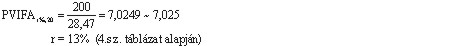 PVIFA r%,20 = 200 / 28,47 = 7,0249 ~ 7,025
r = 13% (4.sz. táblázat alapján)